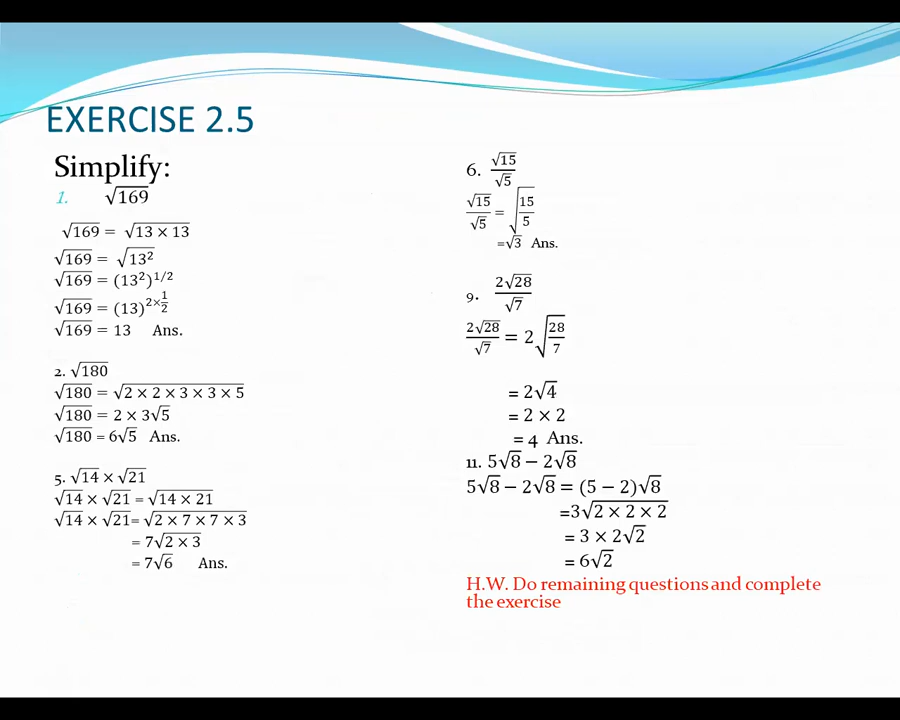 EXERCISE 2.5
Simplify:
1. √169
√169 = √13 × 13
√169 = √13²
√169 = (13²)^1/2
√169 = (13)^2×1/2
√169 = 13 Ans.
2. √180
√180 = √2 × 2 × 3 × 3 × 5
√180 = 2 × 3√5
√180 = 6√5 Ans.
5. √14 × √21
√14 × √21 = √14 × 21
√14 × √21= √2 × 7 × 7 × 3
= 7√2 × 3
= 7√6 Ans.
6. √15/√5
√15/√5 = √15/5
=√3 Ans.
9. 2√28/√7
2√28/√7 = 2√28/7
= 2√4
= 2 × 2
= 4 Ans.
11. 5√8 − 2√8
5√8 − 2√8 = (5 − 2)√8
=3√2 × 2 × 2
= 3 × 2√2
= 6√2
H.W. Do remaining questions and complete
the exercise